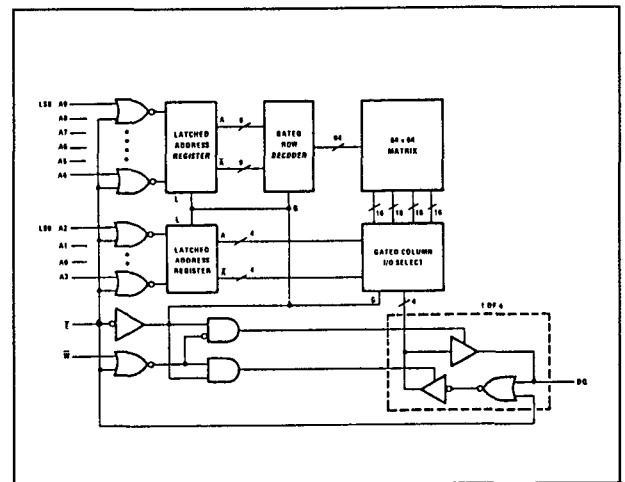 LSB A9
A8
A7
A6
A5
A4
LATCHED
ADDRESS
REGISTER
A
6
A̅
6
GATED
ROW
DECODER
64
64 x 64
MATRIX
L
L
G
16 16 16 16
LSB A2
A1
A0
A3
LATCHED
ADDRESS
REGISTER
A
4
A̅
4
GATED COLUMN
I/O SELECT
G
4
1 OF 4
E̅
W̅
DQ